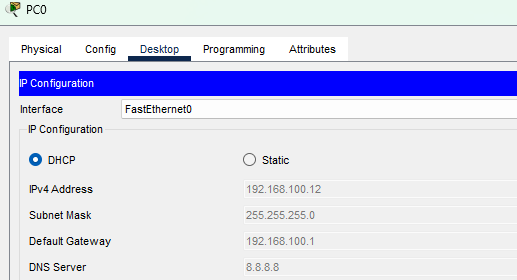 PC0
Physical Config Desktop Programming Attributes
IP Configuration
Interface FastEthernet0
IP Configuration
DHCP Static
IPv4 Address 192.168.100.12
Subnet Mask 255.255.255.0
Default Gateway 192.168.100.1
DNS Server 8.8.8.8